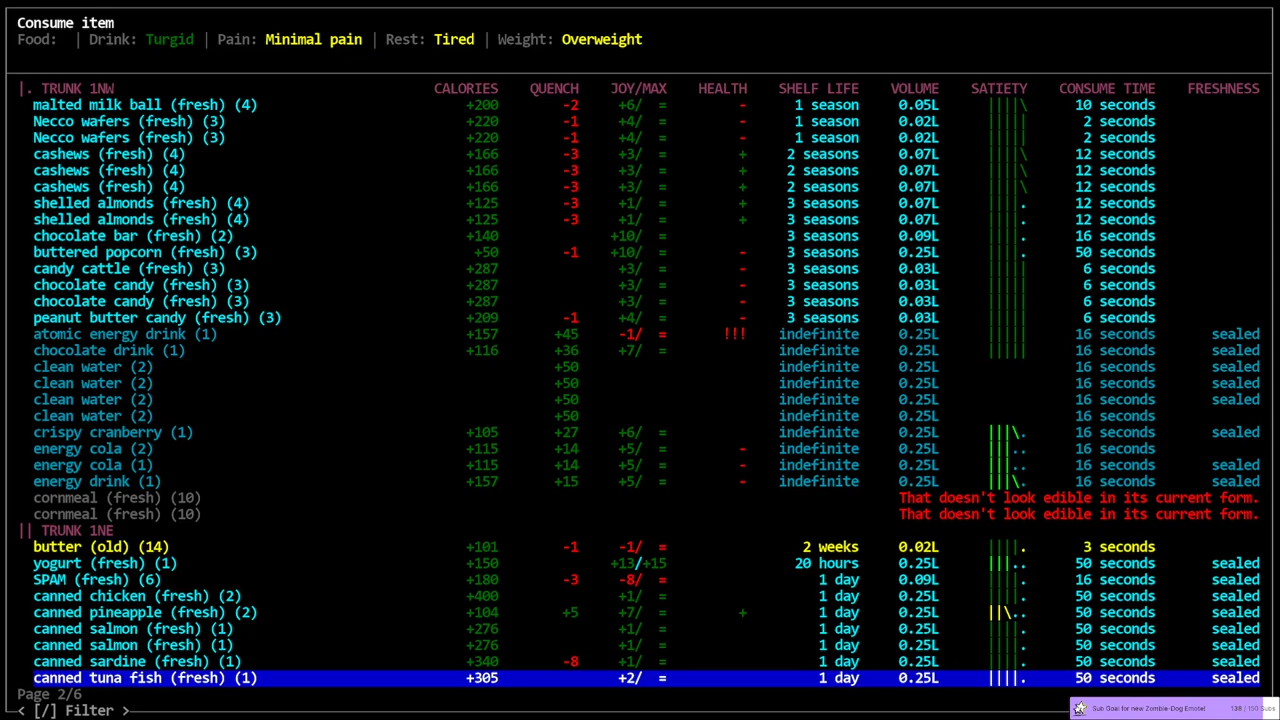 Consume item
Food: | Drink: Turgid | Pain: Minimal pain | Rest: Tired | Weight: Overweight
|. TRUNK 1NW CALORIES QUENCH JOY/MAX HEALTH SHELF LIFE VOLUME SATIETY CONSUME TIME FRESHNESS
malted milk ball (fresh) (4) +200 -2 +6/ = - 1 season 0.05L ||||\ 10 seconds
Necco wafers (fresh) (3) +220 -1 +4/ = - 1 season 0.02L ||||| 2 seconds
Necco wafers (fresh) (3) +220 -1 +4/ = - 1 season 0.02L ||||| 2 seconds
cashews (fresh) (4) +166 -3 +3/ = + 2 seasons 0.07L ||||\ 12 seconds
cashews (fresh) (4) +166 -3 +3/ = + 2 seasons 0.07L ||||\ 12 seconds
cashews (fresh) (4) +166 -3 +3/ = + 2 seasons 0.07L ||||\ 12 seconds
shelled almonds (fresh) (4) +125 -3 +1/ = + 3 seasons 0.07L ||||. 12 seconds
shelled almonds (fresh) (4) +125 -3 +1/ = + 3 seasons 0.07L ||||. 12 seconds
chocolate bar (fresh) (2) +140 +10/ = 3 seasons 0.09L ||||. 16 seconds
buttered popcorn (fresh) (3) +50 -1 +10/ = - 3 seasons 0.25L ||||. 50 seconds
candy cattle (fresh) (3) +287 +3/ = - 3 seasons 0.03L ||||| 6 seconds
chocolate candy (fresh) (3) +287 +3/ = - 3 seasons 0.03L ||||| 6 seconds
chocolate candy (fresh) (3) +287 +3/ = - 3 seasons 0.03L ||||| 6 seconds
peanut butter candy (fresh) (3) +209 -1 +4/ = - 3 seasons 0.03L ||||| 6 seconds
atomic energy drink (1) +157 +45 -1/ = !!! indefinite 0.25L ||||| 16 seconds sealed
chocolate drink (1) +116 +36 +7/ = indefinite 0.25L ||||| 16 seconds sealed
clean water (2) +50 indefinite 0.25L 16 seconds sealed
clean water (2) +50 indefinite 0.25L 16 seconds sealed
clean water (2) +50 indefinite 0.25L 16 seconds sealed
clean water (2) +50 indefinite 0.25L 16 seconds
crispy cranberry (1) +105 +27 +6/ = indefinite 0.25L |||\. 16 seconds sealed
energy cola (2) +115 +14 +5/ = - indefinite 0.25L |||.. 16 seconds
energy cola (1) +115 +14 +5/ = - indefinite 0.25L |||.. 16 seconds sealed
energy drink (1) +157 +15 +5/ = - indefinite 0.25L |||\. 16 seconds sealed
cornmeal (fresh) (10) That doesn't look edible in its current form.
cornmeal (fresh) (10) That doesn't look edible in its current form.
|| TRUNK 1NE
butter (old) (14) +101 -1 -1/ = 2 weeks 0.02L ||||. 3 seconds
yogurt (fresh) (1) +150 +13/+15 20 hours 0.25L |||.. 50 seconds sealed
SPAM (fresh) (6) +180 -3 -8/ = 1 day 0.09L ||||. 16 seconds sealed
canned chicken (fresh) (2) +400 +1/ = 1 day 0.25L ||||. 50 seconds sealed
canned pineapple (fresh) (2) +104 +5 +7/ = + 1 day 0.25L ||\.. 50 seconds sealed
canned salmon (fresh) (1) +276 +1/ = 1 day 0.25L ||||. 50 seconds sealed
canned salmon (fresh) (1) +276 +1/ = 1 day 0.25L ||||. 50 seconds sealed
canned sardine (fresh) (1) +340 -8 +1/ = 1 day 0.25L ||||. 50 seconds sealed
canned tuna fish (fresh) (1) +305 +2/ = 1 day 0.25L ||||. 50 seconds sealed
Page 2/6
< [/] Filter >
Sub Goal for new Zombie-Dog Emote! 138 / 150 Subs